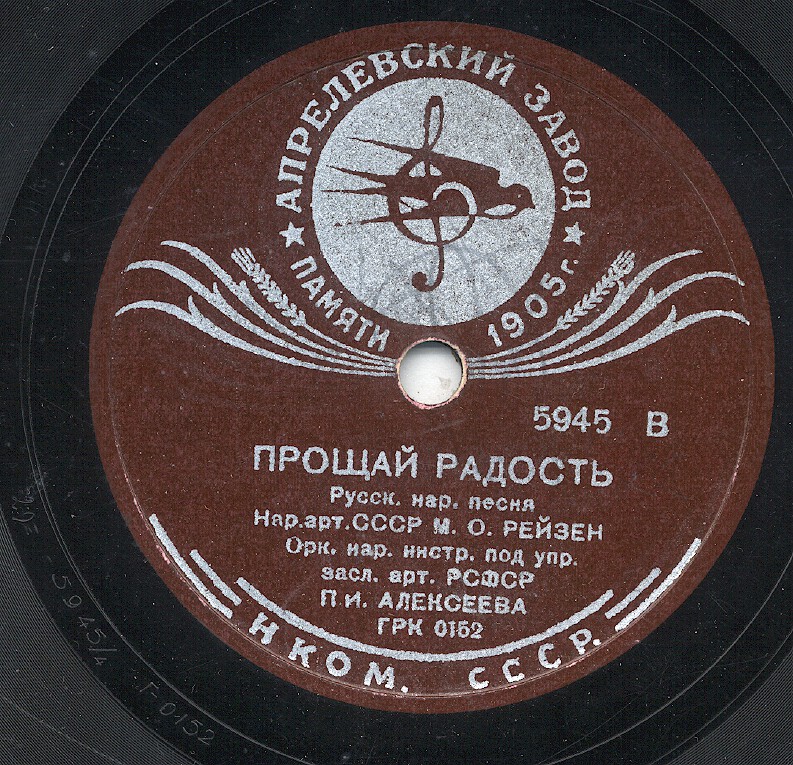 АПРЕЛЕВСКИЙ ЗАВОД
ПАМЯТИ 1905 г.
5945 В
ПРОЩАЙ РАДОСТЬ
Русск. нар. песня
Нар.арт.СССР М. О. РЕЙЗЕН
Орк. нар. инстр. под упр.
засл. арт. РСФСР
П.И. АЛЕКСЕЕВА
ГРК 0152
НКОМ. СССР.
5945/4 Г 0152